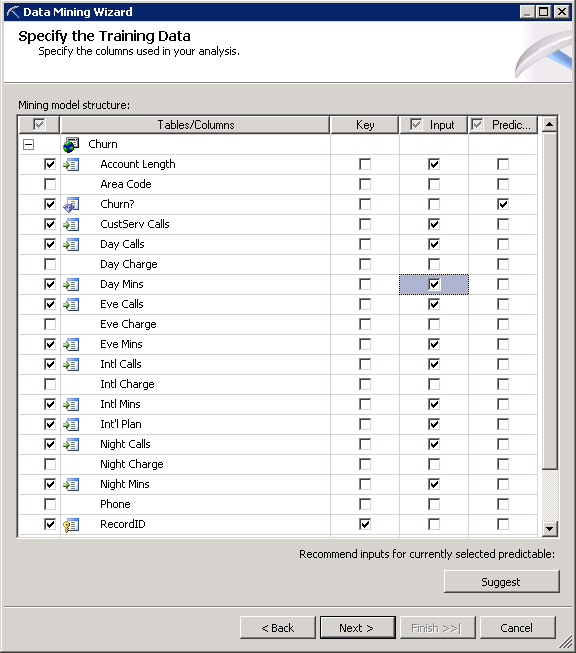 Data Mining Wizard
Specify the Training Data
Specify the columns used in your analysis.
Mining model structure:
Tables/Columns Key Input Predic...
Churn
Account Length
Area Code
Churn?
CustServ Calls
Day Calls
Day Charge
Day Mins
Eve Calls
Eve Charge
Eve Mins
Intl Calls
Intl Charge
Intl Mins
Int'l Plan
Night Calls
Night Charge
Night Mins
Phone
RecordID
Recommend inputs for currently selected predictable:
Suggest
< Back Next > Finish >>| Cancel